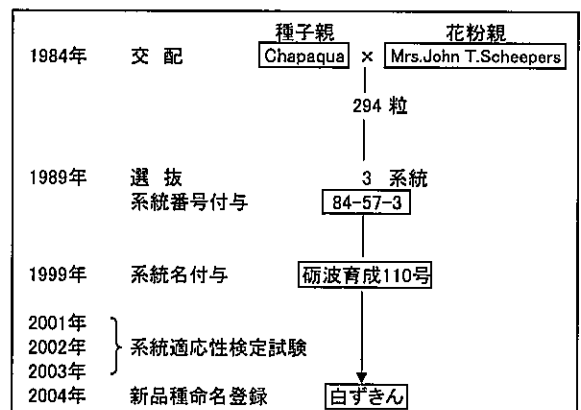 種子親 花粉親
1984年 交 配 Chapaqua × Mrs.John T.Scheepers
294 粒
1989年 選 抜 3 系統
系統番号付与 84-57-3
1999年 系統名付与 砺波育成110号
2001年
2002年 系統適応性検定試験
2003年
2004年 新品種命名登録 白ずきん